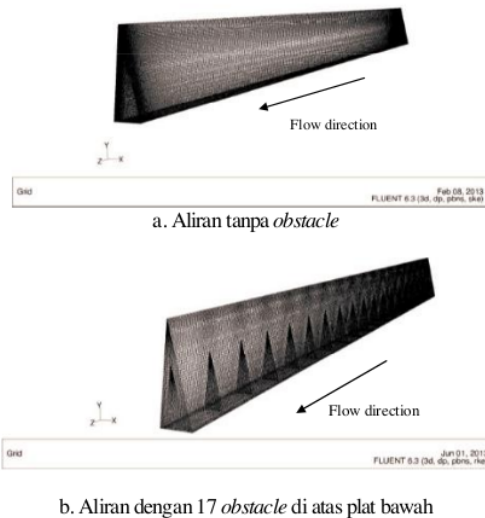 Flow direction
Y
Z X
Grid
Feb 08, 2013
FLUENT 6.3 (3d, dp, pbns, ske)
a. Aliran tanpa obstacle
Y
Z X
Flow direction
Grid
Jun 01, 201
FLUENT 6.3 (3d, dp, pbns, rke
b. Aliran dengan 17 obstacle di atas plat bawah